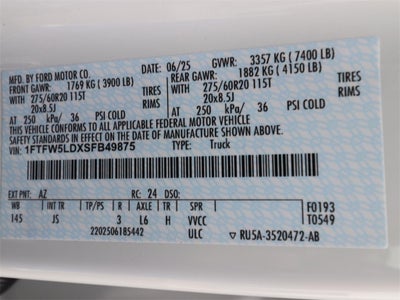 MFD. BY FORD MOTOR CO. DATE: 06/25 GVWR: 3357 KG (7400 LB)
FRONT GAWR: 1769 KG (3900 LB) REAR GAWR: 1882 KG (4150 LB)
WITH 275/60R20 115T TIRES WITH 275/60R20 115T TIRES
20x8.5J RIMS 20x8.5J RIMS
AT 250 kPa/ 36 PSI COLD AT 250 kPa/ 36 PSI COLD
THIS VEHICLE CONFORMS TO ALL APPLICABLE FEDERAL MOTOR VEHICLE SAFETY
STANDARDS IN EFFECT ON THE DATE OF MANUFACTURE SHOWN ABOVE.
VIN: 1FTFW5LDXSFB49875 TYPE: Truck
EXT PNT: AZ RC: 24 DSO: F0193
WB INT TR TP/PS R AXLE TR SPR T0549
145 JS 3 L6 H VVCC
2202506185442 ULC RU5A-3520472-AB